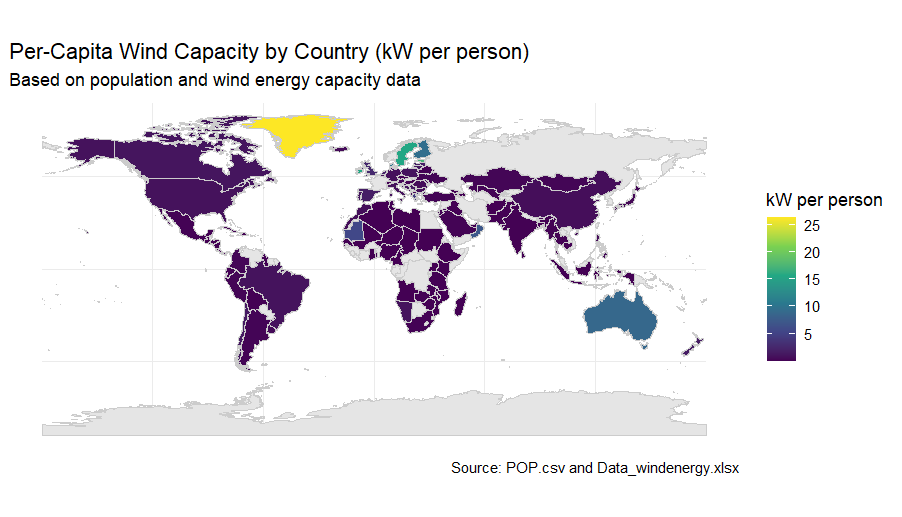 Per-Capita Wind Capacity by Country (kW per person)
Based on population and wind energy capacity data
kW per person
25
20
15
10
5
Source: POP.csv and Data_windenergy.xlsx